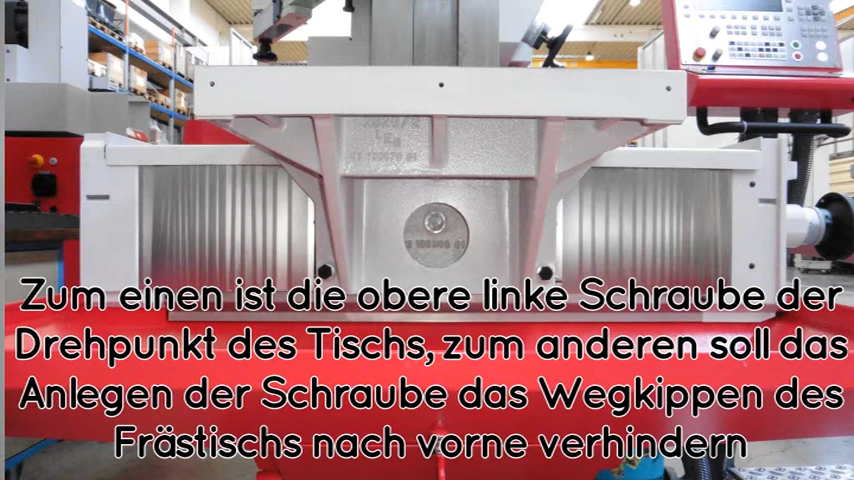 Zum einen ist die obere linke Schraube der
Drehpunkt des Tischs, zum anderen soll das
Anlegen der Schraube das Wegkippen des
Frästischs nach vorne verhindern